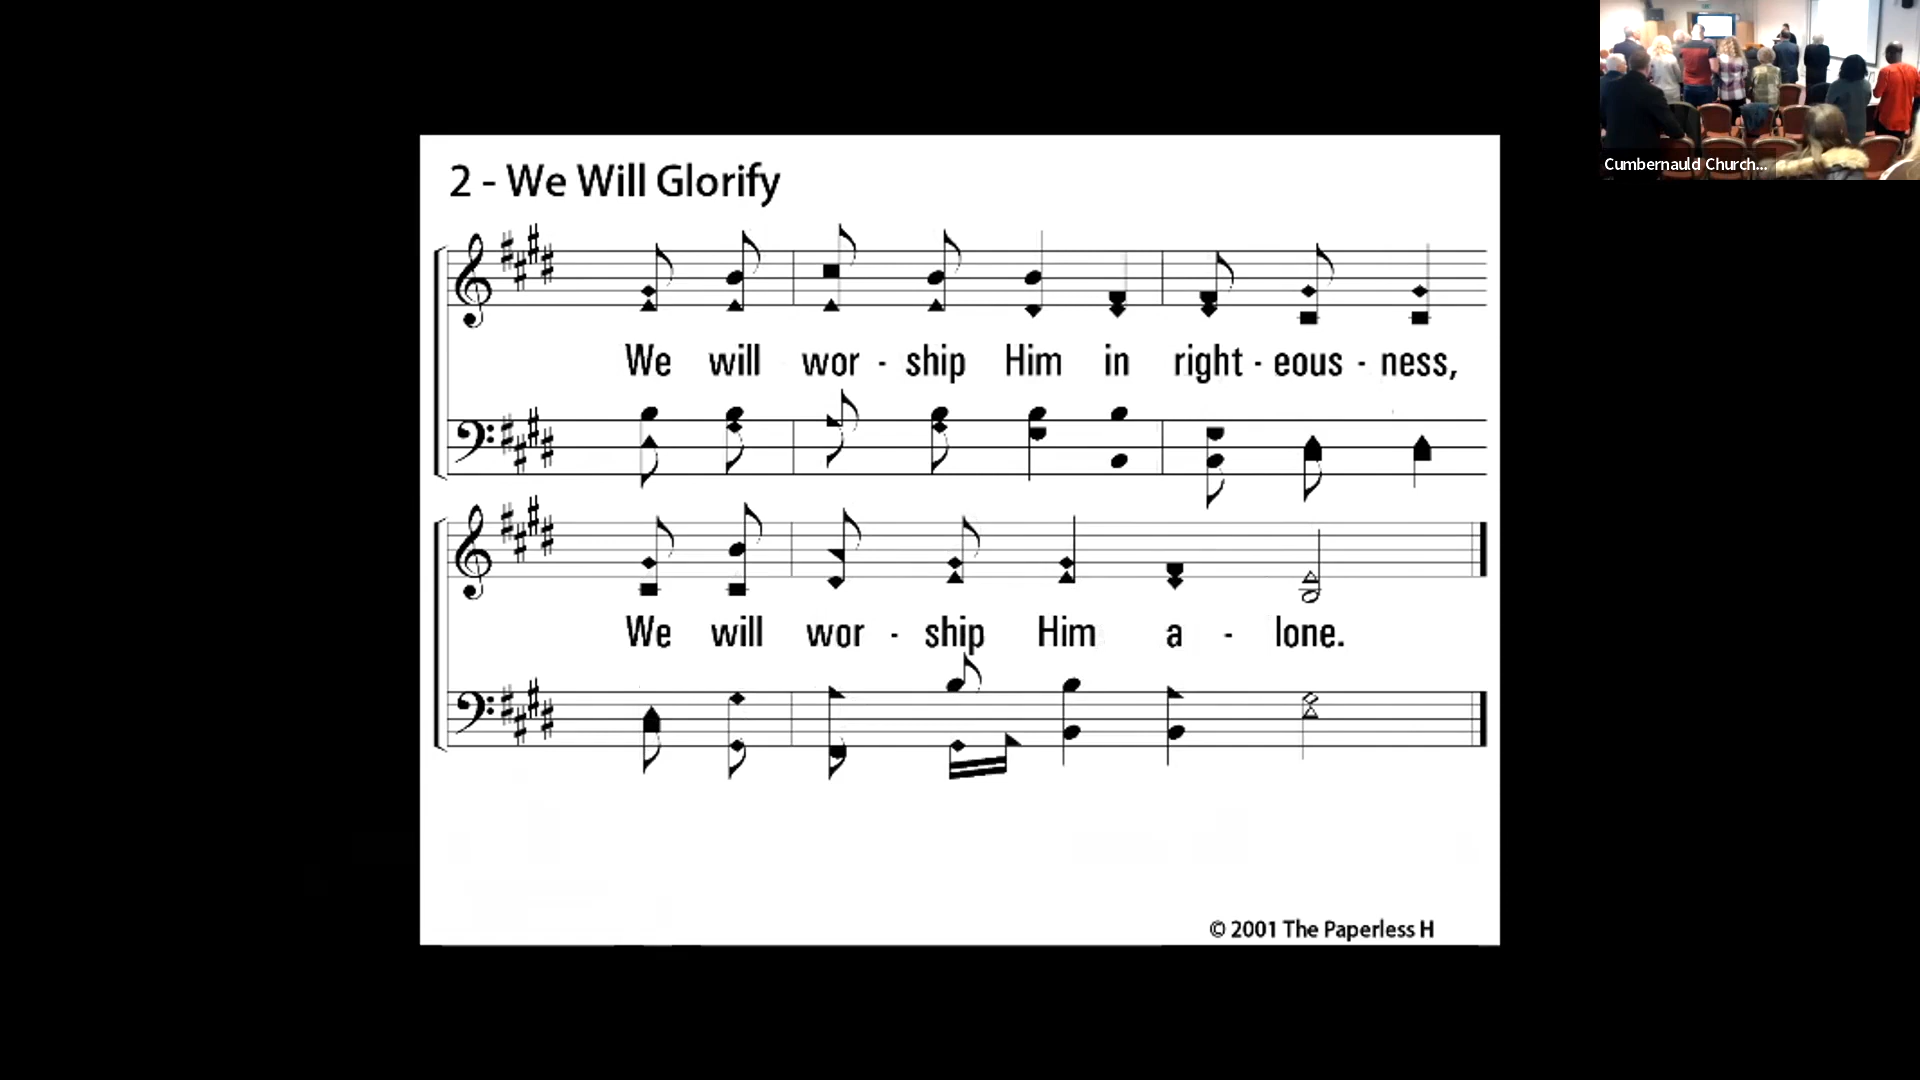 2 - We Will Glorify
We will wor - ship Him in right - eous - ness,
We will wor - ship Him a - lone.
© 2001 The Paperless H
Cumbernauld Church...